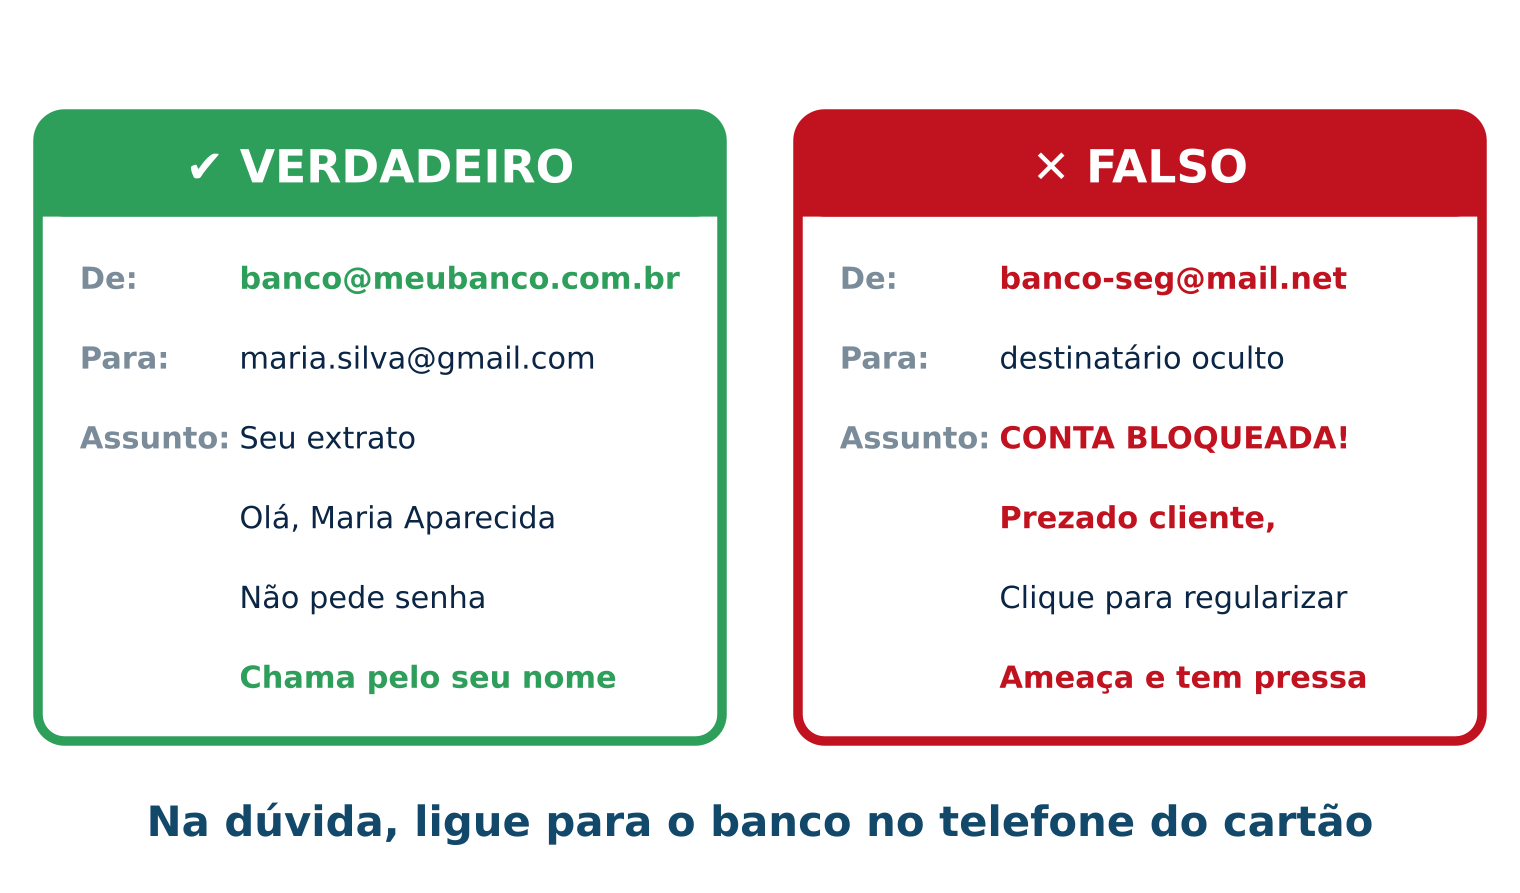 ✔ VERDADEIRO
De: banco@meubanco.com.br
Para: maria.silva@gmail.com
Assunto: Seu extrato
Olá, Maria Aparecida
Não pede senha
Chama pelo seu nome
✕ FALSO
De: banco-seg@mail.net
Para: destinatário oculto
Assunto: CONTA BLOQUEADA!
Prezado cliente,
Clique para regularizar
Ameaça e tem pressa
Na dúvida, ligue para o banco no telefone do cartão